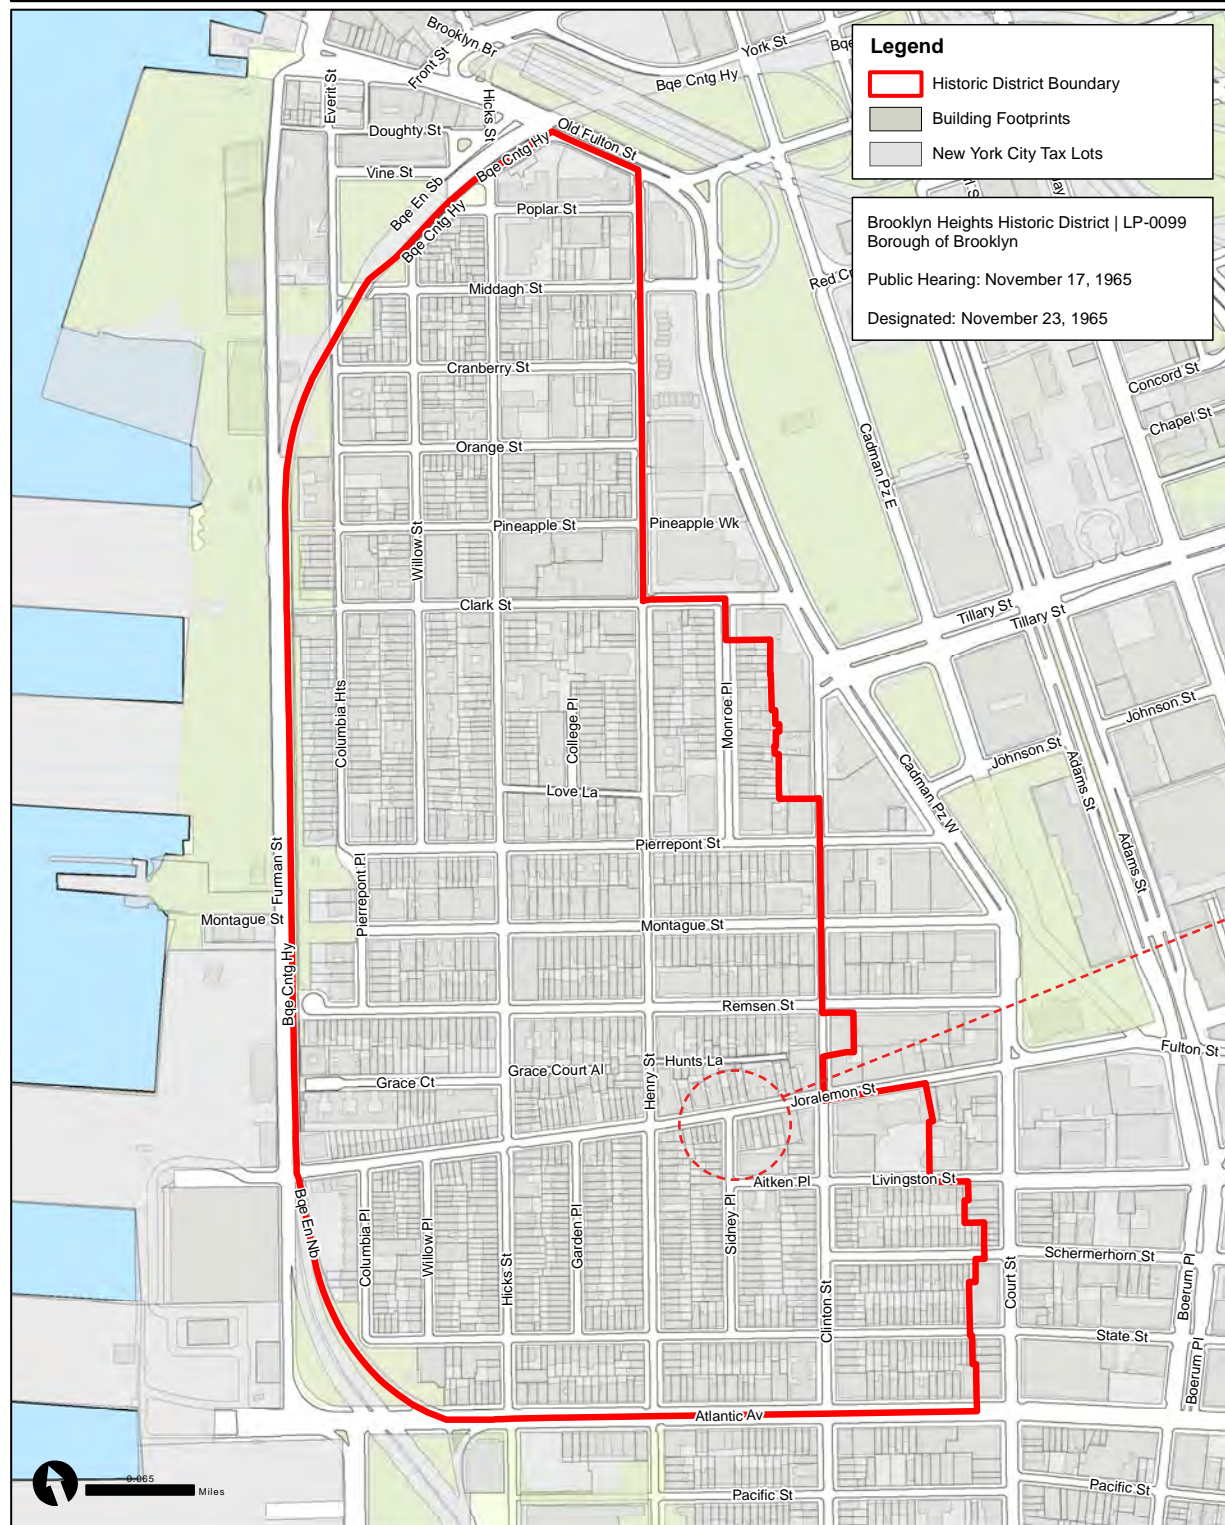 Legend
Historic District Boundary
Building Footprints
New York City Tax Lots
Brooklyn Heights Historic District | LP-0099
Borough of Brooklyn
Public Hearing: November 17, 1965
Designated: November 23, 1965
Brooklyn Br
York St
Front St
Bqe Cntg Hy
Everit St
Hicks St
Doughty St
Old Fulton St
Bqe Cntg Hy
Vine St
Bqe En Sb
Poplar St
Bqe Cntg Hy
Middagh St
Cranberry St
Concord St
Chapel St
Orange St
Cadman Pz E
Pineapple St
Pineapple Wk
Willow St
Clark St
Tillary St
Tillary St
Columbia Hts
College Pl
Monroe Pl
Johnson St
Johnson St
Adams St
Love La
Cadman Pz W
Pierrepont St
Adams St
Furman St
Pierrepont Pl
Montague St
Montague St
Bqe Cntg Hy
Remsen St
Fulton St
Hunts La
Grace Court Al
Grace Ct
Henry St
Joralemon St
Aitken Pl
Livingston St
Bqe En Nb
Columbia Pl
Willow Pl
Hicks St
Garden Pl
Sidney Pl
Clinton St
Schermerhorn St
Court St
Boerum Pl
State St
Boerum Pl
Atlantic Av
Pacific St
Pacific St
0.065
Miles